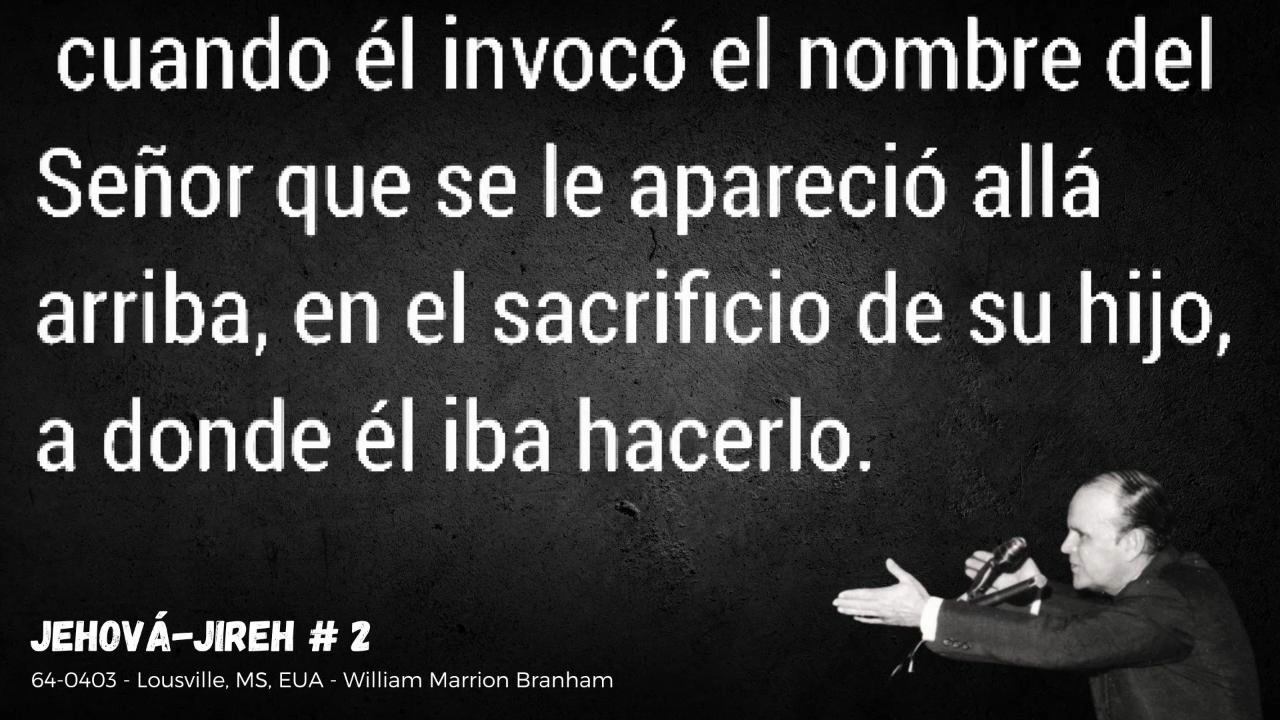 cuando él invocó el nombre del
Señor que se le apareció allá
arriba, en el sacrificio de su hijo,
a donde él iba hacerlo.
JEHOVÁ-JIREH # 2
64-0403 - Lousville, MS, EUA - William Marrion Branham